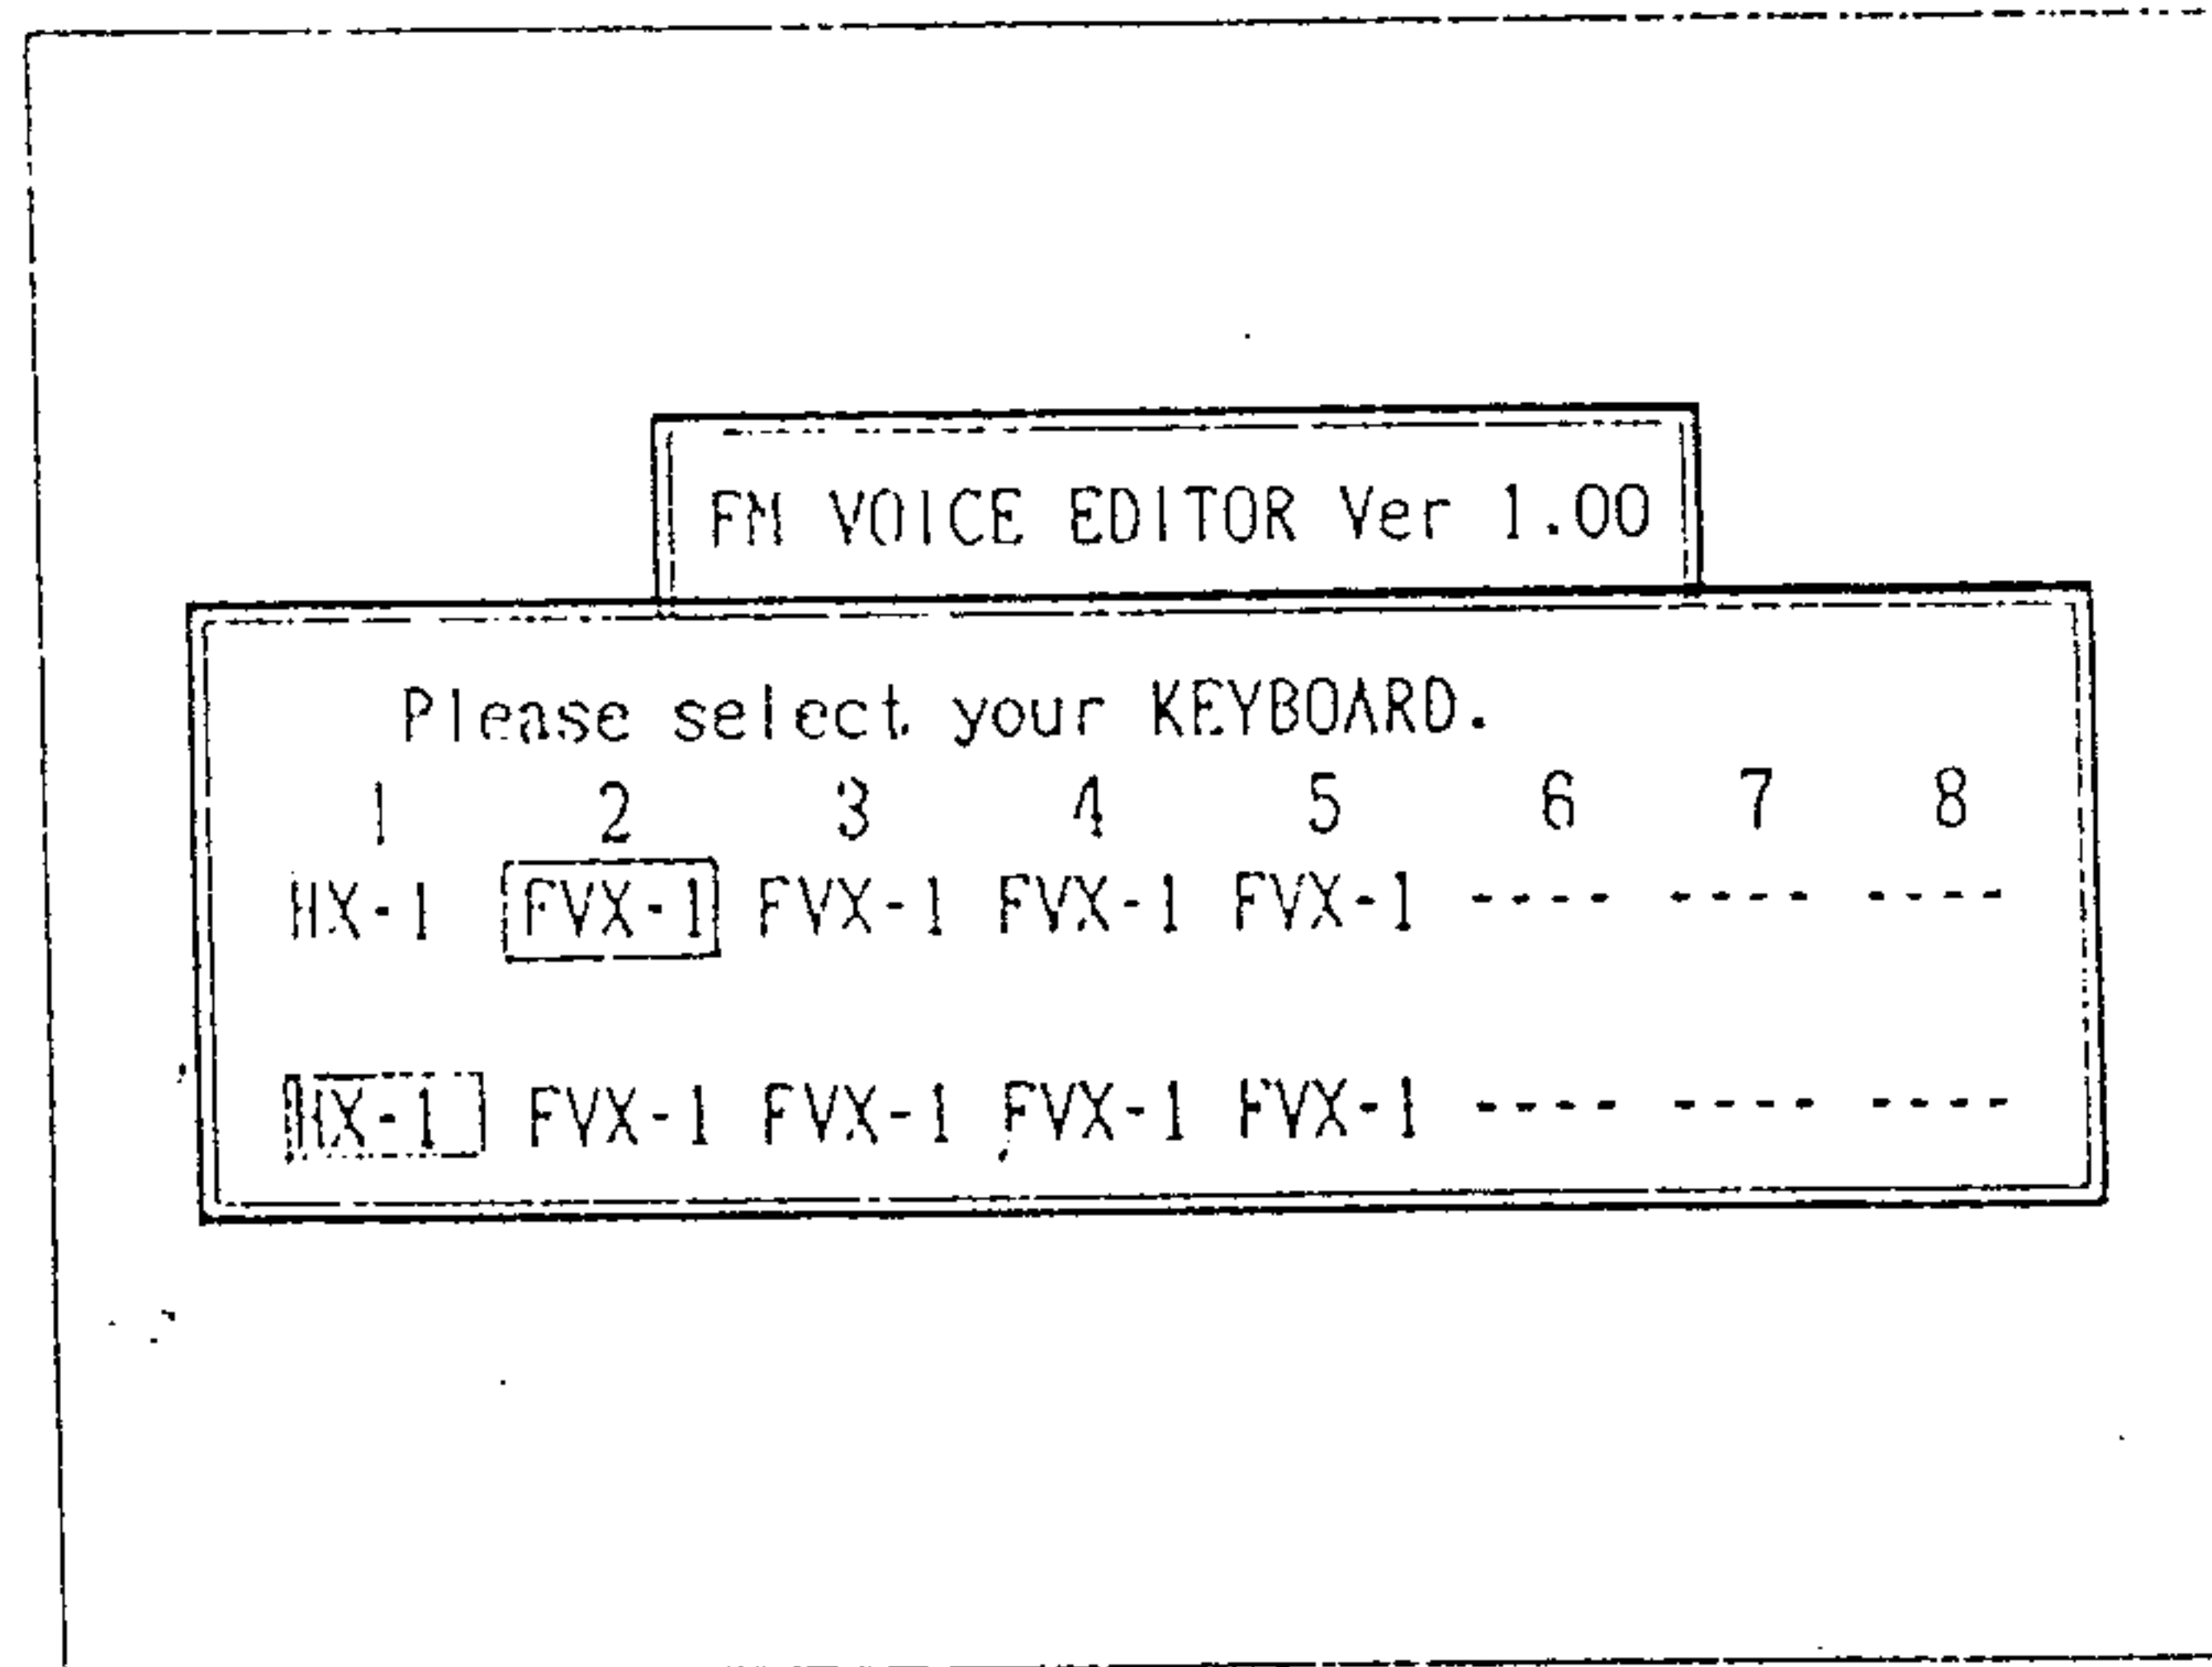 FM VOICE EDITOR Ver 1.00
Please select your KEYBOARD.
1 2 3 4 5 6 7 8
HX-1 FVX-1 FVX-1 FVX-1 FVX-1 ---- ---- ----
HX-1 FVX-1 FVX-1 FVX-1 FVX-1 ---- ---- ----